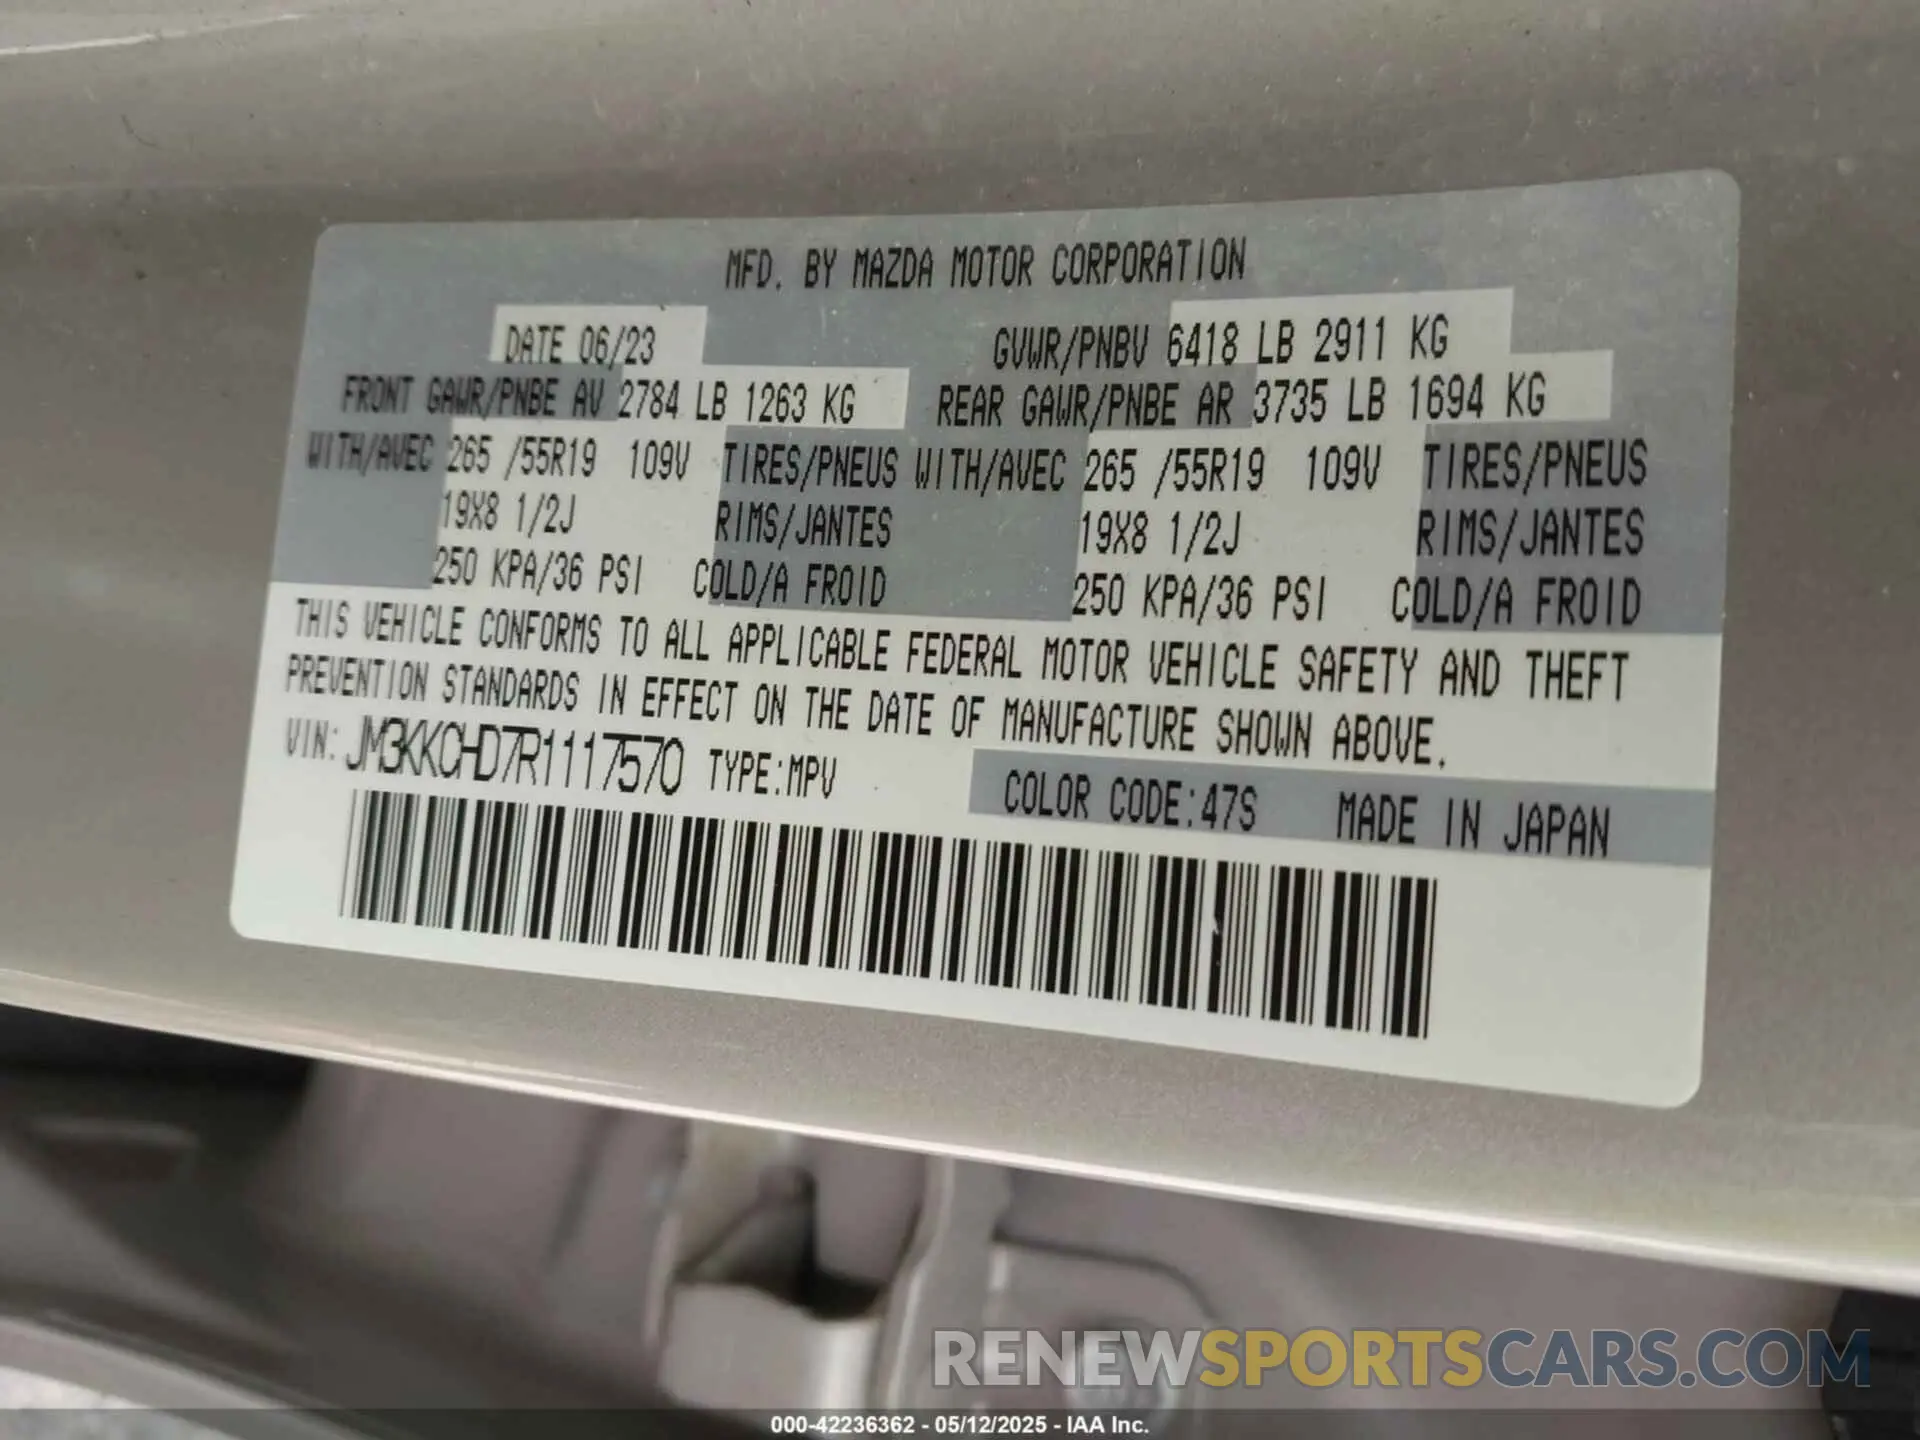 MFD. BY MAZDA MOTOR CORPORATION
DATE 06/23 GVWR/PNBV 6418 LB 2911 KG
FRONT GAWR/PNBE AV 2784 LB 1263 KG REAR GAWR/PNBE AR 3735 LB 1694 KG
WITH/AVEC 265 /55R19 109V TIRES/PNEUS WITH/AVEC 265 /55R19 109V TIRES/PNEUS
19X8 1/2J RIMS/JANTES 19X8 1/2J RIMS/JANTES
250 KPA/36 PSI COLD/A FROID 250 KPA/36 PSI COLD/A FROID
THIS VEHICLE CONFORMS TO ALL APPLICABLE FEDERAL MOTOR VEHICLE SAFETY AND THEFT
PREVENTION STANDARDS IN EFFECT ON THE DATE OF MANUFACTURE SHOWN ABOVE.
VIN: JM3KKCHD7R1117570 TYPE:MPV COLOR CODE:47S MADE IN JAPAN
RENEWSPORTSCARS.COM
000-42236362 - 05/12/2025 - IAA Inc.